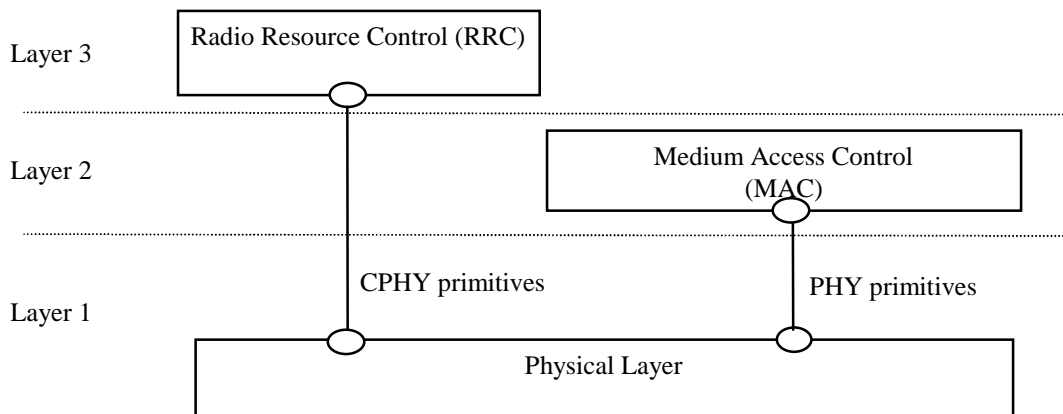 Radio Resource Control (RRC)
Layer 3
Medium Access Control
(MAC)
Layer 2
CPHY primitives
PHY primitives
Layer 1
Physical Layer